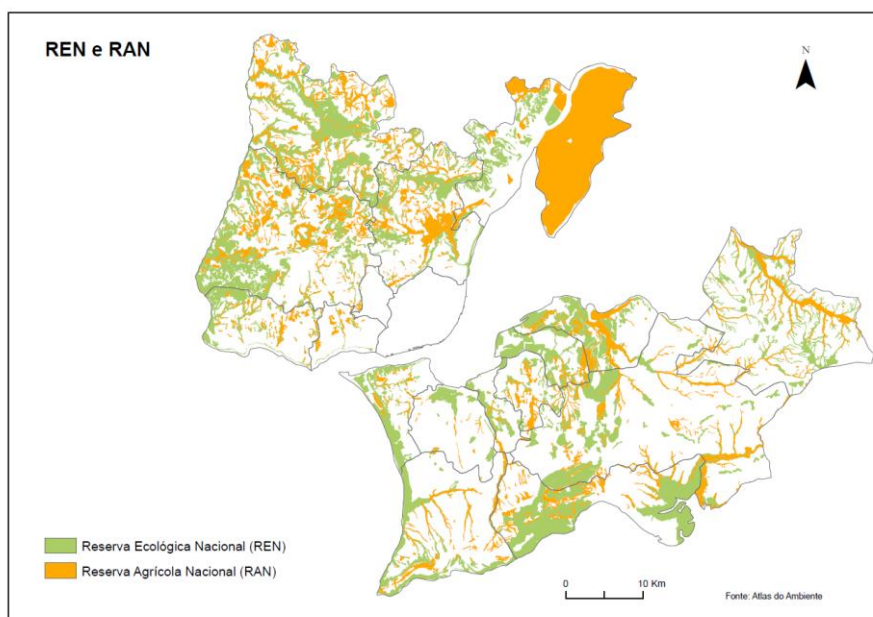 REN e RAN
N
Reserva Ecológica Nacional (REN)
Reserva Agrícola Nacional (RAN)
0 10 Km
Fonte: Atlas do Ambiente